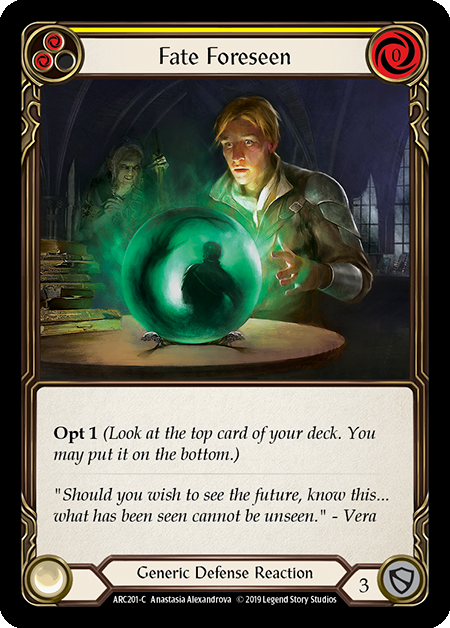 0
Fate Foreseen
Opt 1 (Look at the top card of your deck. You
may put it on the bottom.)
"Should you wish to see the future, know this...
what has been seen cannot be unseen." - Vera
Generic Defense Reaction
3
ARC201-C Anastasia Alexandrova © 2019 Legend Story Studios